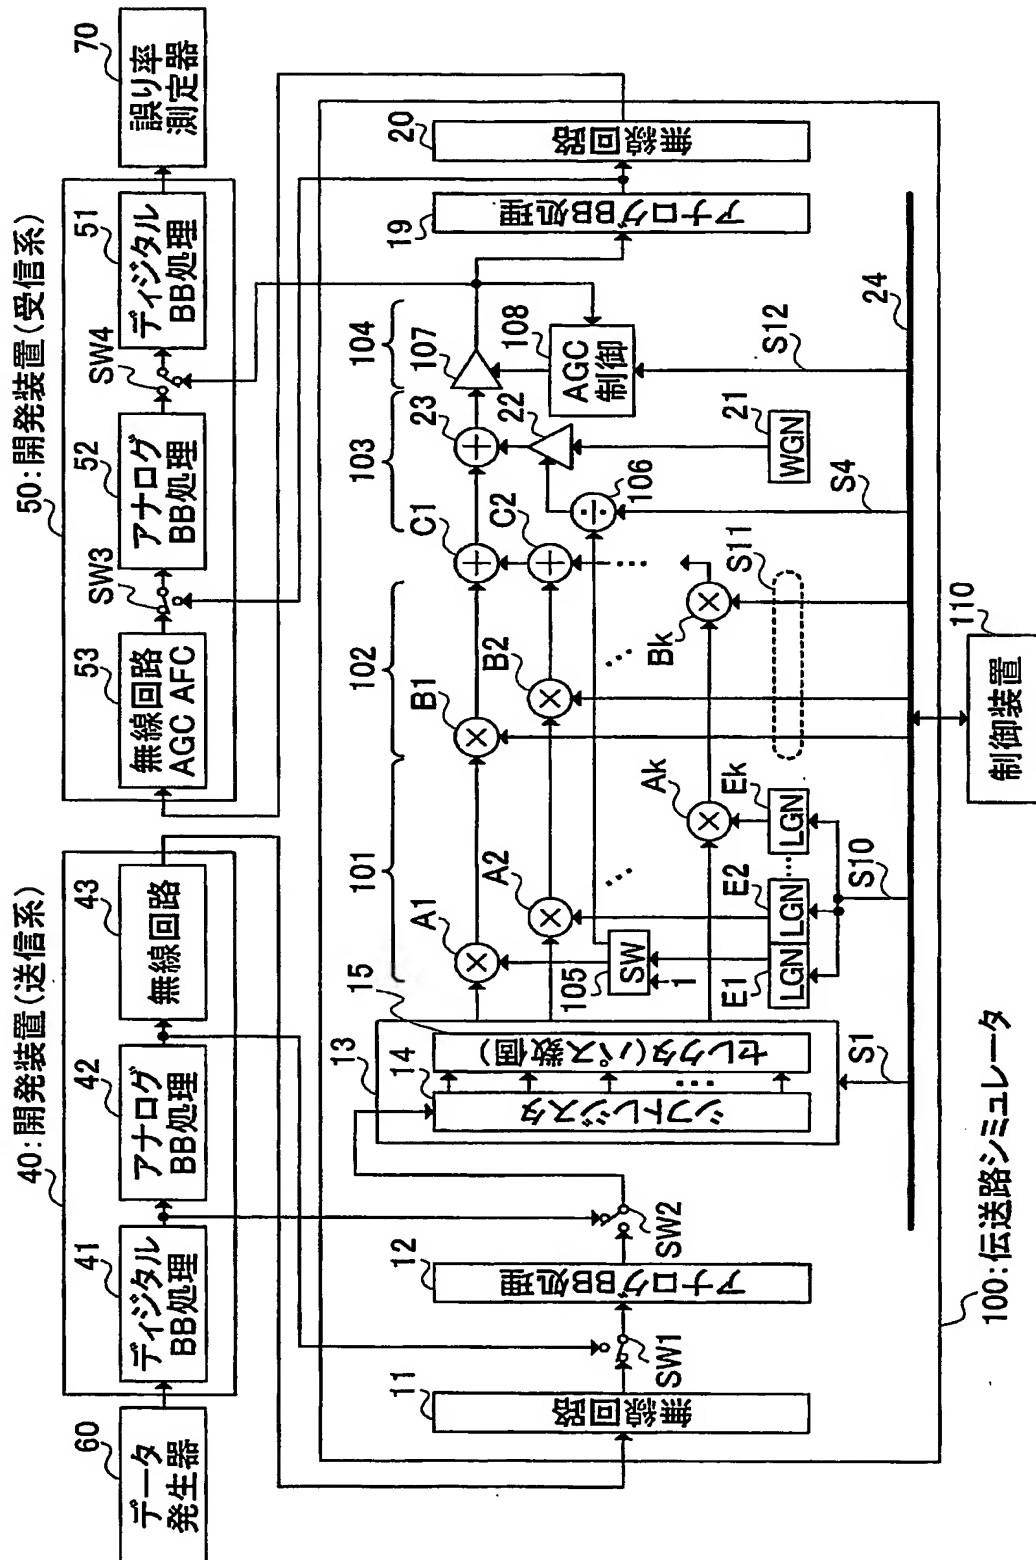 40:開発装置(送信系)
50:開発装置(受信系)
60
データ
発生器
41
ディジタル
BB処理
42
アナログ
BB処理
43
無線回路
53
無線回路
AGC AFC
SW3
52
アナログ
BB処理
SW4
51
ディジタル
BB処理
70
誤り率
測定器
11
無線回路
SW1
12
アナログBB処理
SW2
13
14
シフトレジスタ
15
セレクタ(パス数個)
S1
101
102
103
104
A1
A2
Ak
B1
B2
Bk
C1
C2
23
22
107
108
AGC
制御
19
アナログBB処理
20
無線回路
105
SW
1
E1
LGN
E2
LGN
Ek
LGN
S10
S11
106
S4
21
WGN
S12
24
110
制御装置
100:伝送路シミュレータ